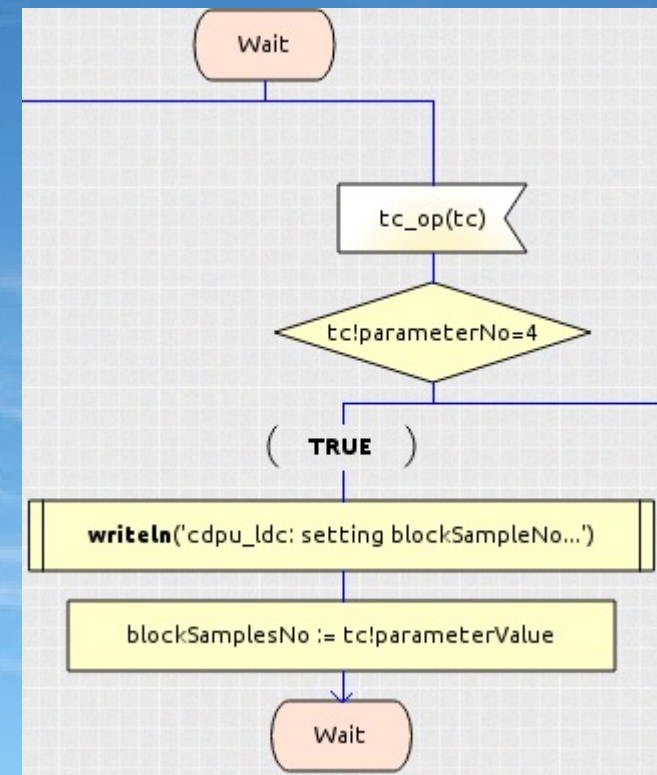 Wait
tc_op(tc)
tc!parameterNo=4
( TRUE )
writeln('cdpu_ldc: setting blockSampleNo...')
blockSamplesNo := tc!parameterValue
Wait